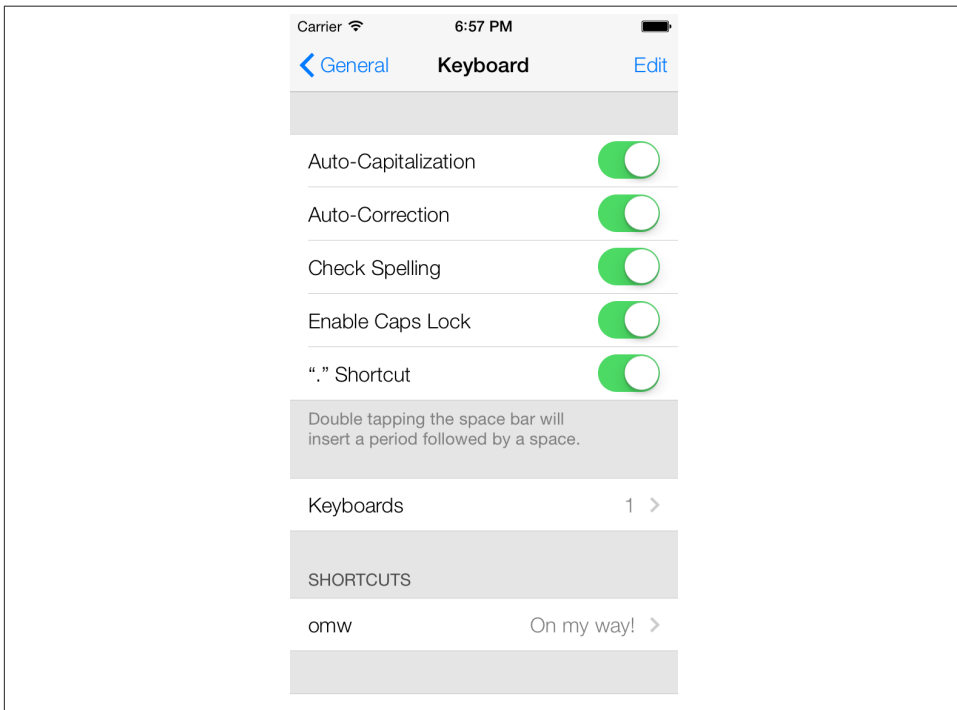 Carrier 6:57 PM
General Keyboard Edit
Auto-Capitalization
Auto-Correction
Check Spelling
Enable Caps Lock
“.” Shortcut
Double tapping the space bar will
insert a period followed by a space.
Keyboards 1
SHORTCUTS
omw On my way!